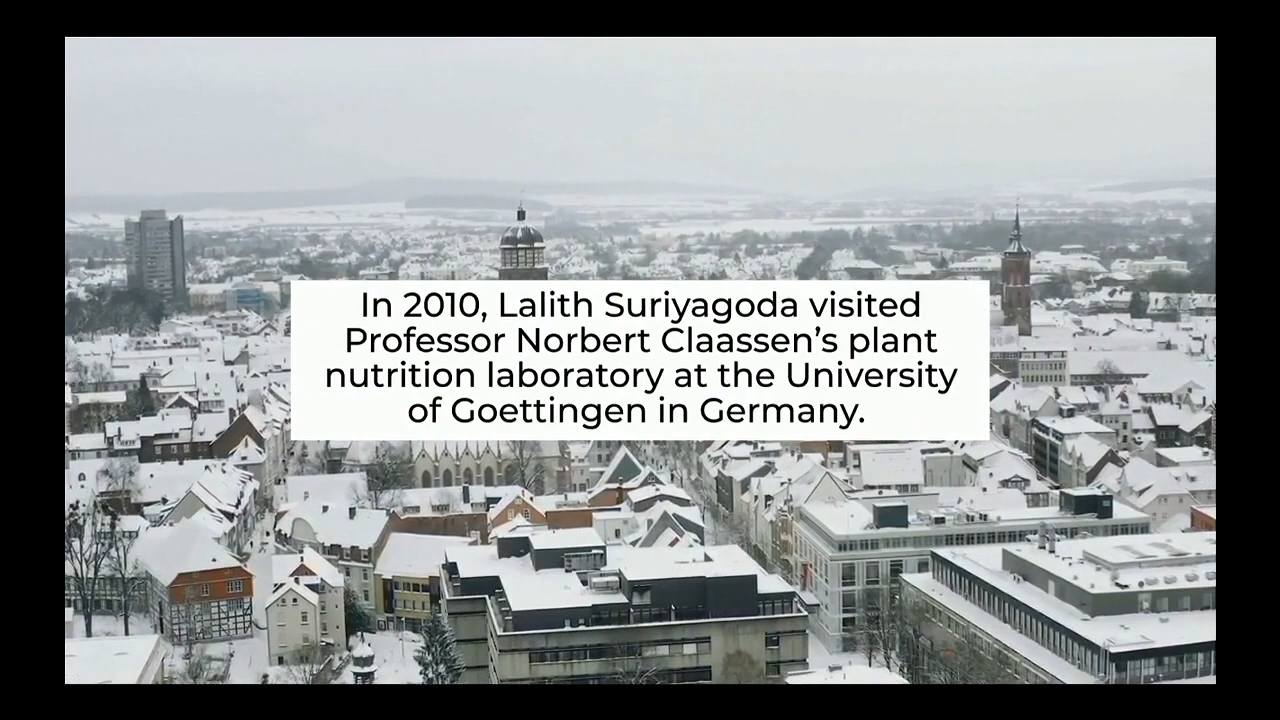 In 2010, Lalith Suriyagoda visited
Professor Norbert Claassen’s plant
nutrition laboratory at the University
of Goettingen in Germany.